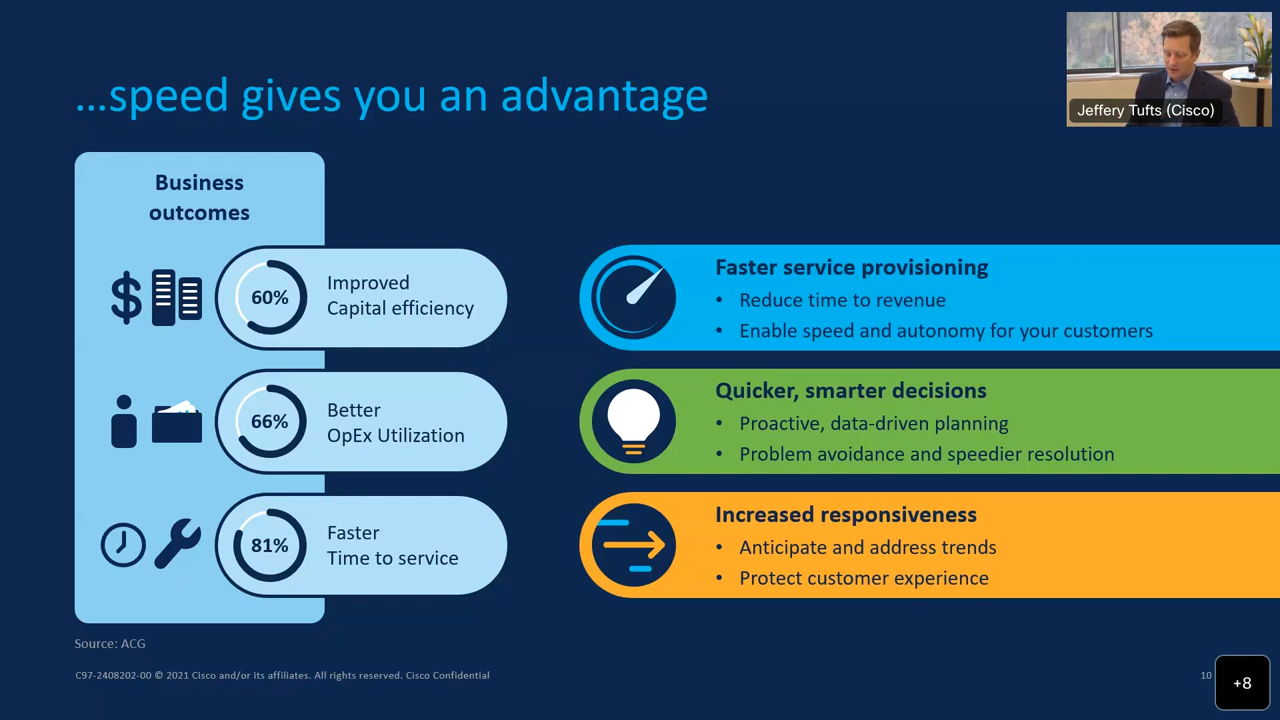 ...speed gives you an advantage
Jeffery Tufts (Cisco)
Business
outcomes
60%
Improved
Capital efficiency
66%
Better
OpEx Utilization
81%
Faster
Time to service
Faster service provisioning
• Reduce time to revenue
• Enable speed and autonomy for your customers
Quicker, smarter decisions
• Proactive, data-driven planning
• Problem avoidance and speedier resolution
Increased responsiveness
• Anticipate and address trends
• Protect customer experience
Source: ACG
C97-2408202-00 © 2021 Cisco and/or its affiliates. All rights reserved. Cisco Confidential
10
+8